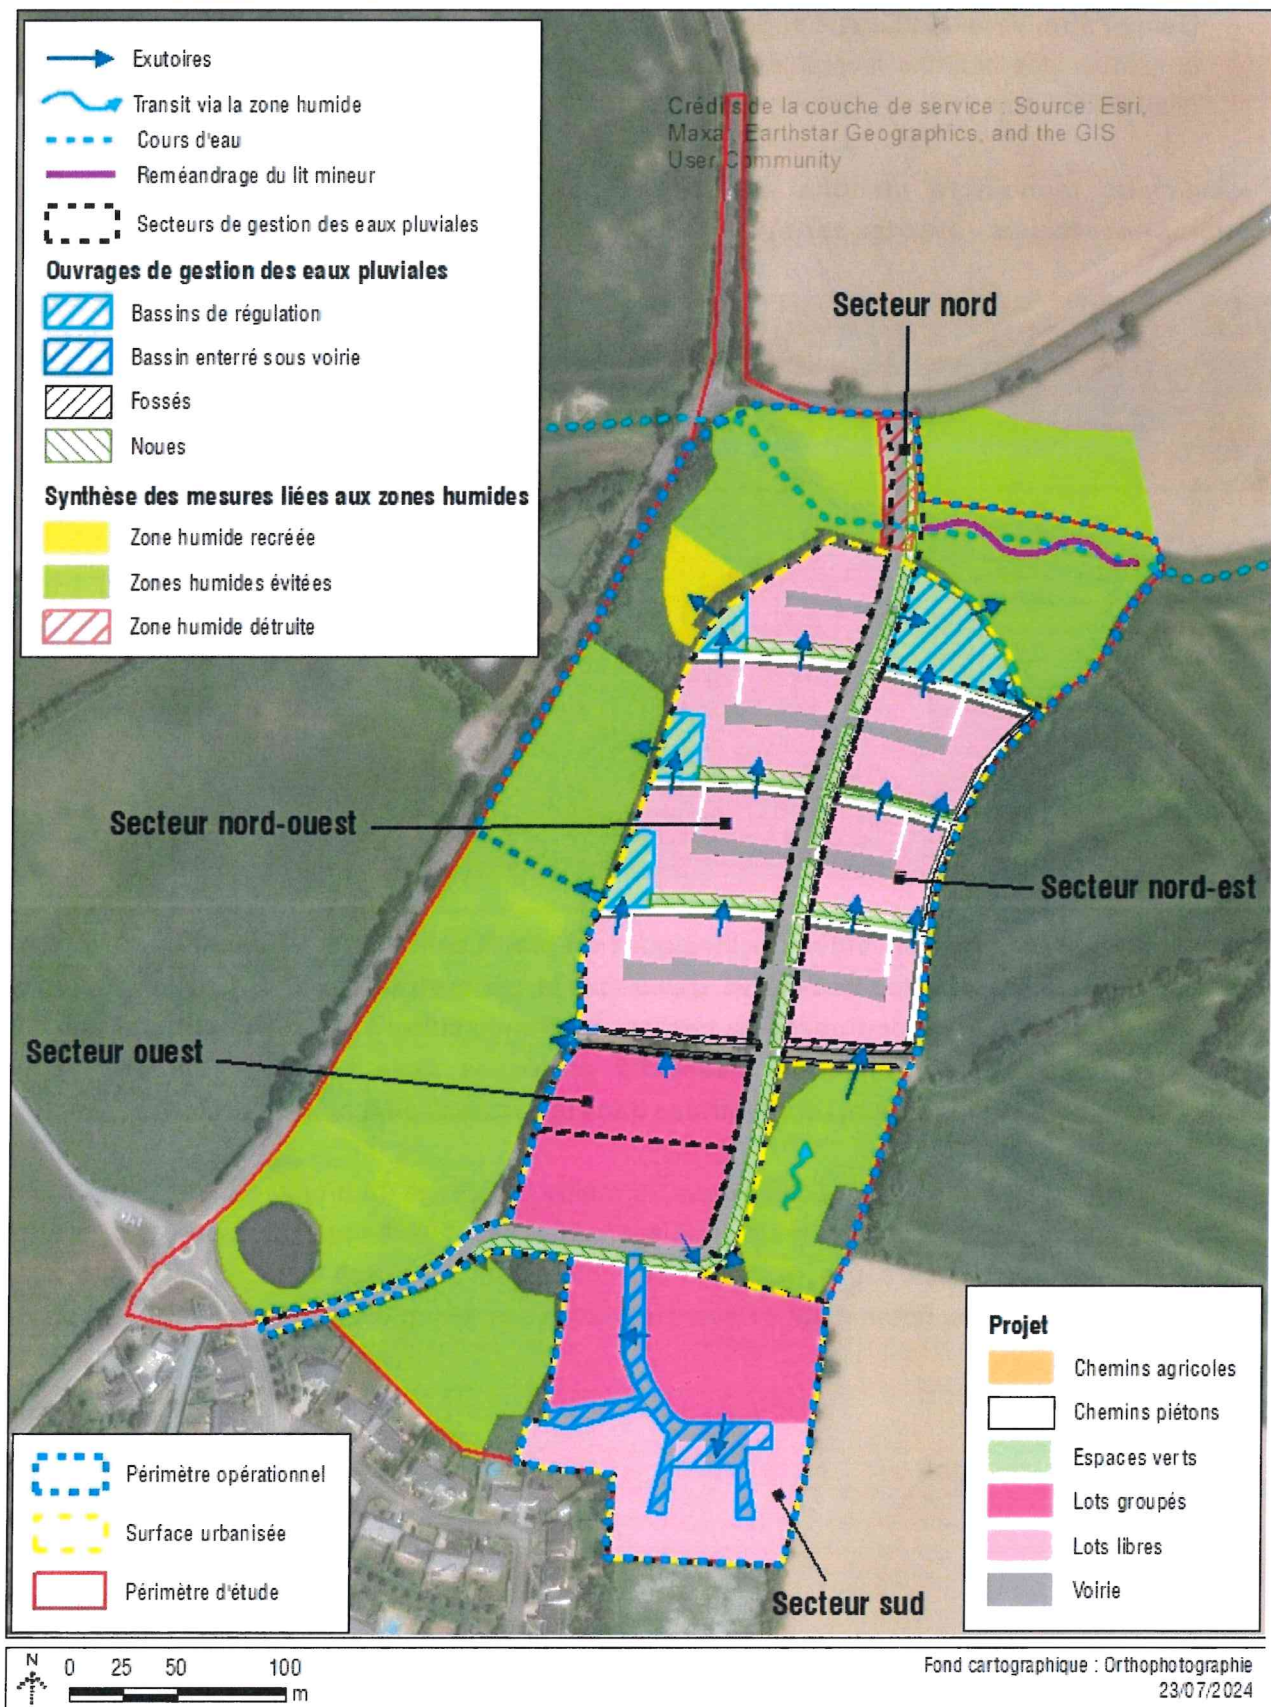 Exutoires
Transit via la zone humide
Cours d'eau
Reméandrage du lit mineur
Secteurs de gestion des eaux pluviales
Ouvrages de gestion des eaux pluviales
Bassins de régulation
Bassin enterré sous voirie
Fossés
Noues
Synthèse des mesures liées aux zones humides
Zone humide recréée
Zones humides évitées
Zone humide détruite
Crédits de la couche de service : Source: Esri,
Maxar, Earthstar Geographics, and the GIS
User Community
Secteur nord
Secteur nord-ouest
Secteur nord-est
Secteur ouest
Secteur sud
Périmètre opérationnel
Surface urbanisée
Périmètre d'étude
Projet
Chemins agricoles
Chemins piétons
Espaces verts
Lots groupés
Lots libres
Voirie
N
0 25 50 100
m
Fond cartographique : Orthophotographie
23/07/2024